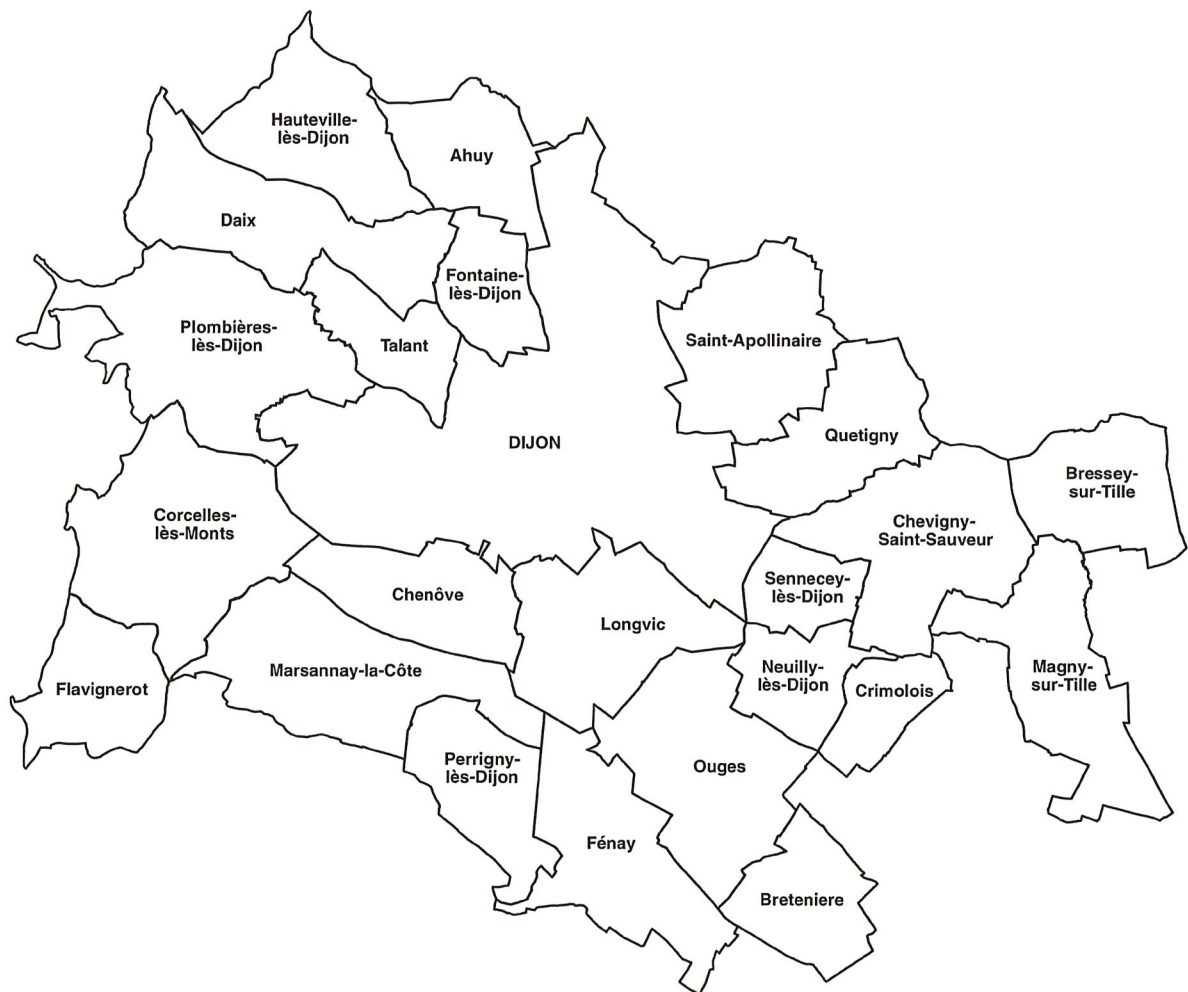 Hauteville-
lès-Dijon
Ahuy
Daix
Fontaine-
lès-Dijon
Plombières-
lès-Dijon
Talant
Saint-Apollinaire
DIJON
Quetigny
Bressey-
sur-Tille
Corcelles-
lès-Monts
Chevigny-
Saint-Sauveur
Sennecey-
lès-Dijon
Chenôve
Longvic
Marsannay-la-Côte
Neuilly-
lès-Dijon
Crimolois
Magny-
sur-Tille
Flavignerot
Perrigny-
lès-Dijon
Ouges
Fénay
Breteniere